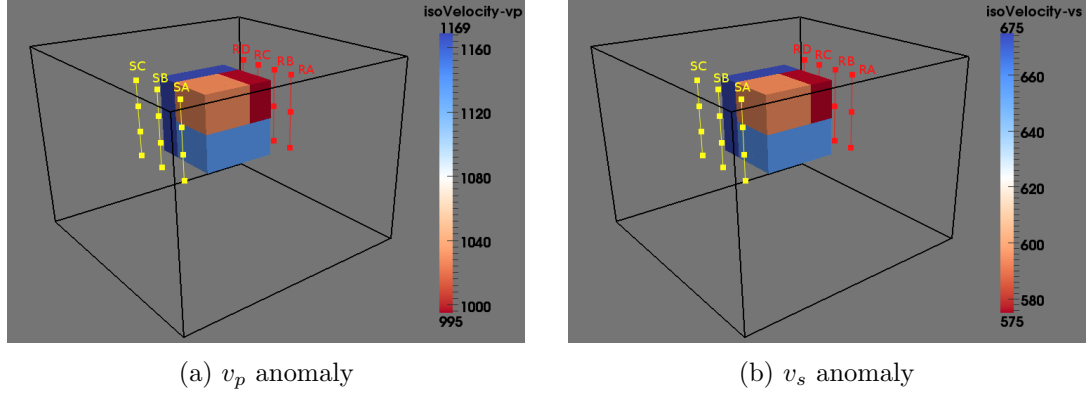 isoVelocity-vp
1169
1160
1120
1080
1040
1000
995
RD
RC
RB
RA
SC
SB
SA
(a) v_p anomaly
isoVelocity-vs
675
660
640
620
600
580
575
RD
RC
RB
RA
SC
SB
SA
(b) v_s anomaly